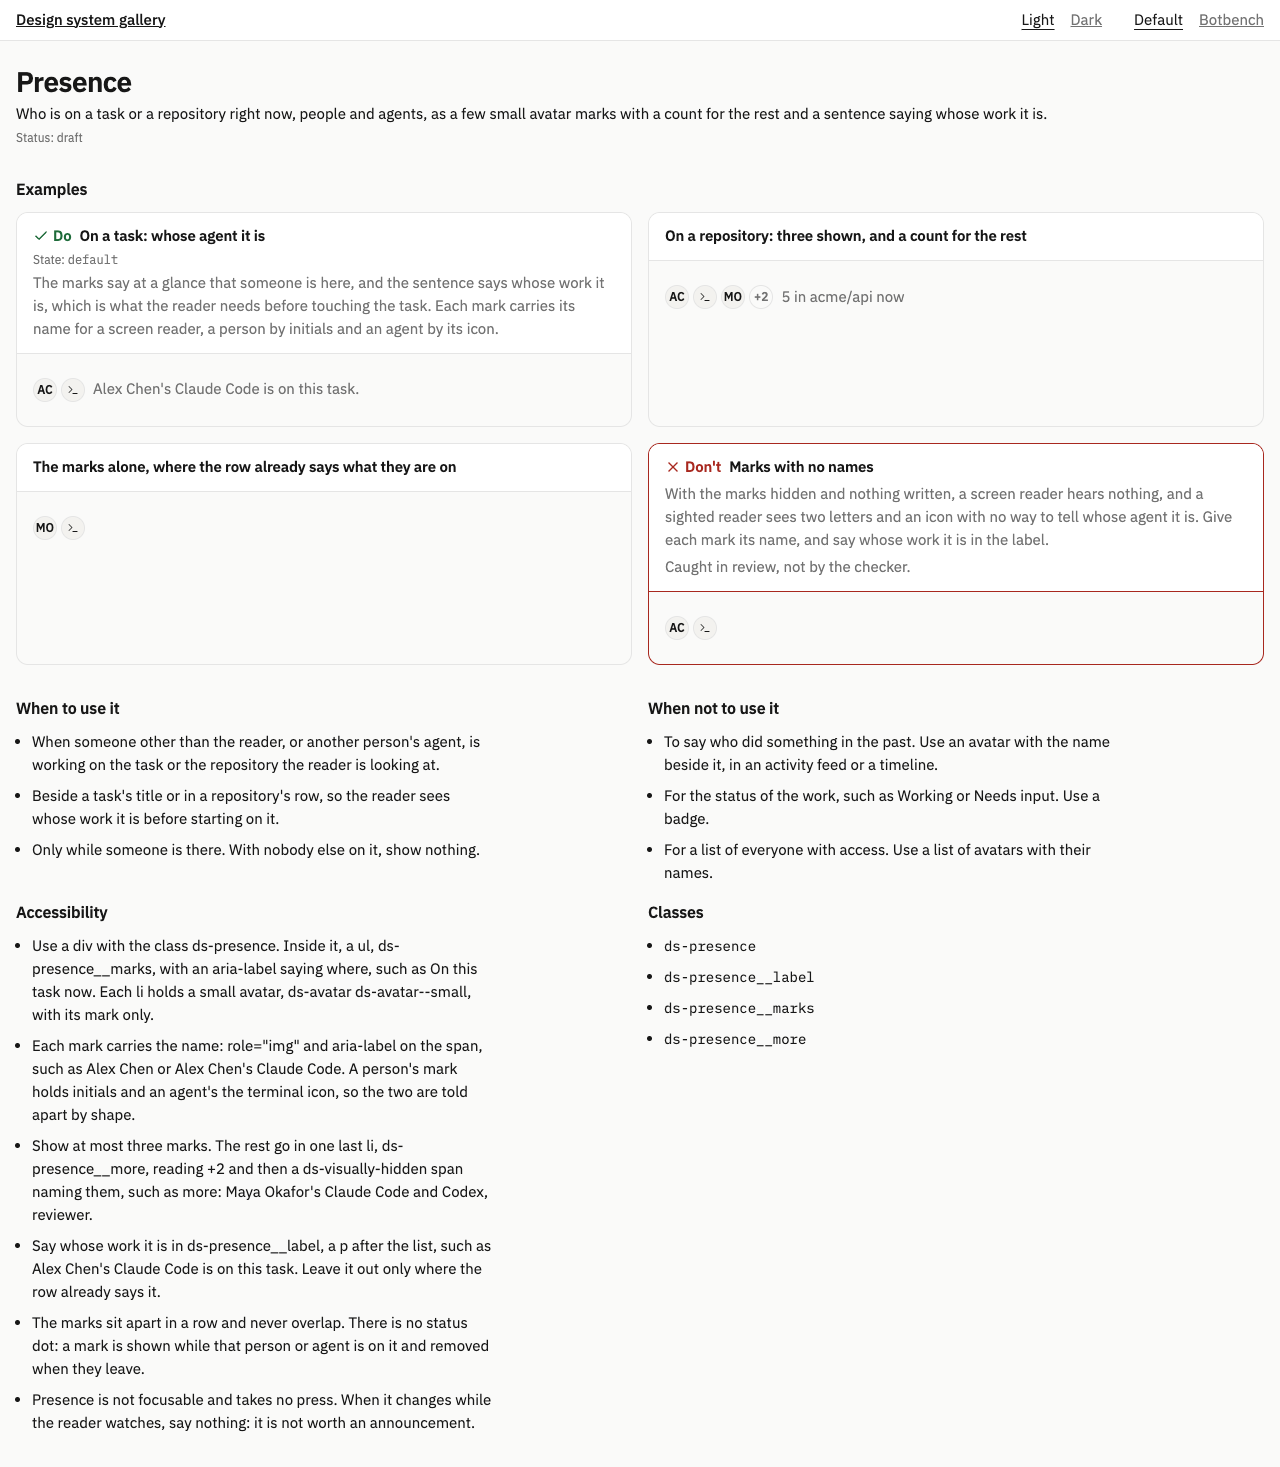 Design system gallery
Light Dark Default Botbench
Presence
Who is on a task or a repository right now, people and agents, as a few small avatar marks with a count for the rest and a sentence saying whose work it is.
Status: draft
Examples
Do On a task: whose agent it is
State: default
The marks say at a glance that someone is here, and the sentence says whose work it
is, which is what the reader needs before touching the task. Each mark carries its
name for a screen reader, a person by initials and an agent by its icon.
AC Alex Chen's Claude Code is on this task.
On a repository: three shown, and a count for the rest
AC MO +2 5 in acme/api now
The marks alone, where the row already says what they are on
MO
Don't Marks with no names
With the marks hidden and nothing written, a screen reader hears nothing, and a
sighted reader sees two letters and an icon with no way to tell whose agent it is. Give
each mark its name, and say whose work it is in the label.
Caught in review, not by the checker.
AC
When to use it
When someone other than the reader, or another person's agent, is
working on the task or the repository the reader is looking at.
Beside a task's title or in a repository's row, so the reader sees
whose work it is before starting on it.
Only while someone is there. With nobody else on it, show nothing.
When not to use it
To say who did something in the past. Use an avatar with the name
beside it, in an activity feed or a timeline.
For the status of the work, such as Working or Needs input. Use a
badge.
For a list of everyone with access. Use a list of avatars with their
names.
Accessibility
Use a div with the class ds-presence. Inside it, a ul, ds-
presence__marks, with an aria-label saying where, such as On this
task now. Each li holds a small avatar, ds-avatar ds-avatar--small,
with its mark only.
Each mark carries the name: role="img" and aria-label on the span,
such as Alex Chen or Alex Chen's Claude Code. A person's mark
holds initials and an agent's the terminal icon, so the two are told
apart by shape.
Show at most three marks. The rest go in one last li, ds-
presence__more, reading +2 and then a ds-visually-hidden span
naming them, such as more: Maya Okafor's Claude Code and Codex,
reviewer.
Say whose work it is in ds-presence__label, a p after the list, such as
Alex Chen's Claude Code is on this task. Leave it out only where the
row already says it.
The marks sit apart in a row and never overlap. There is no status
dot: a mark is shown while that person or agent is on it and removed
when they leave.
Presence is not focusable and takes no press. When it changes while
the reader watches, say nothing: it is not worth an announcement.
Classes
ds-presence
ds-presence__label
ds-presence__marks
ds-presence__more